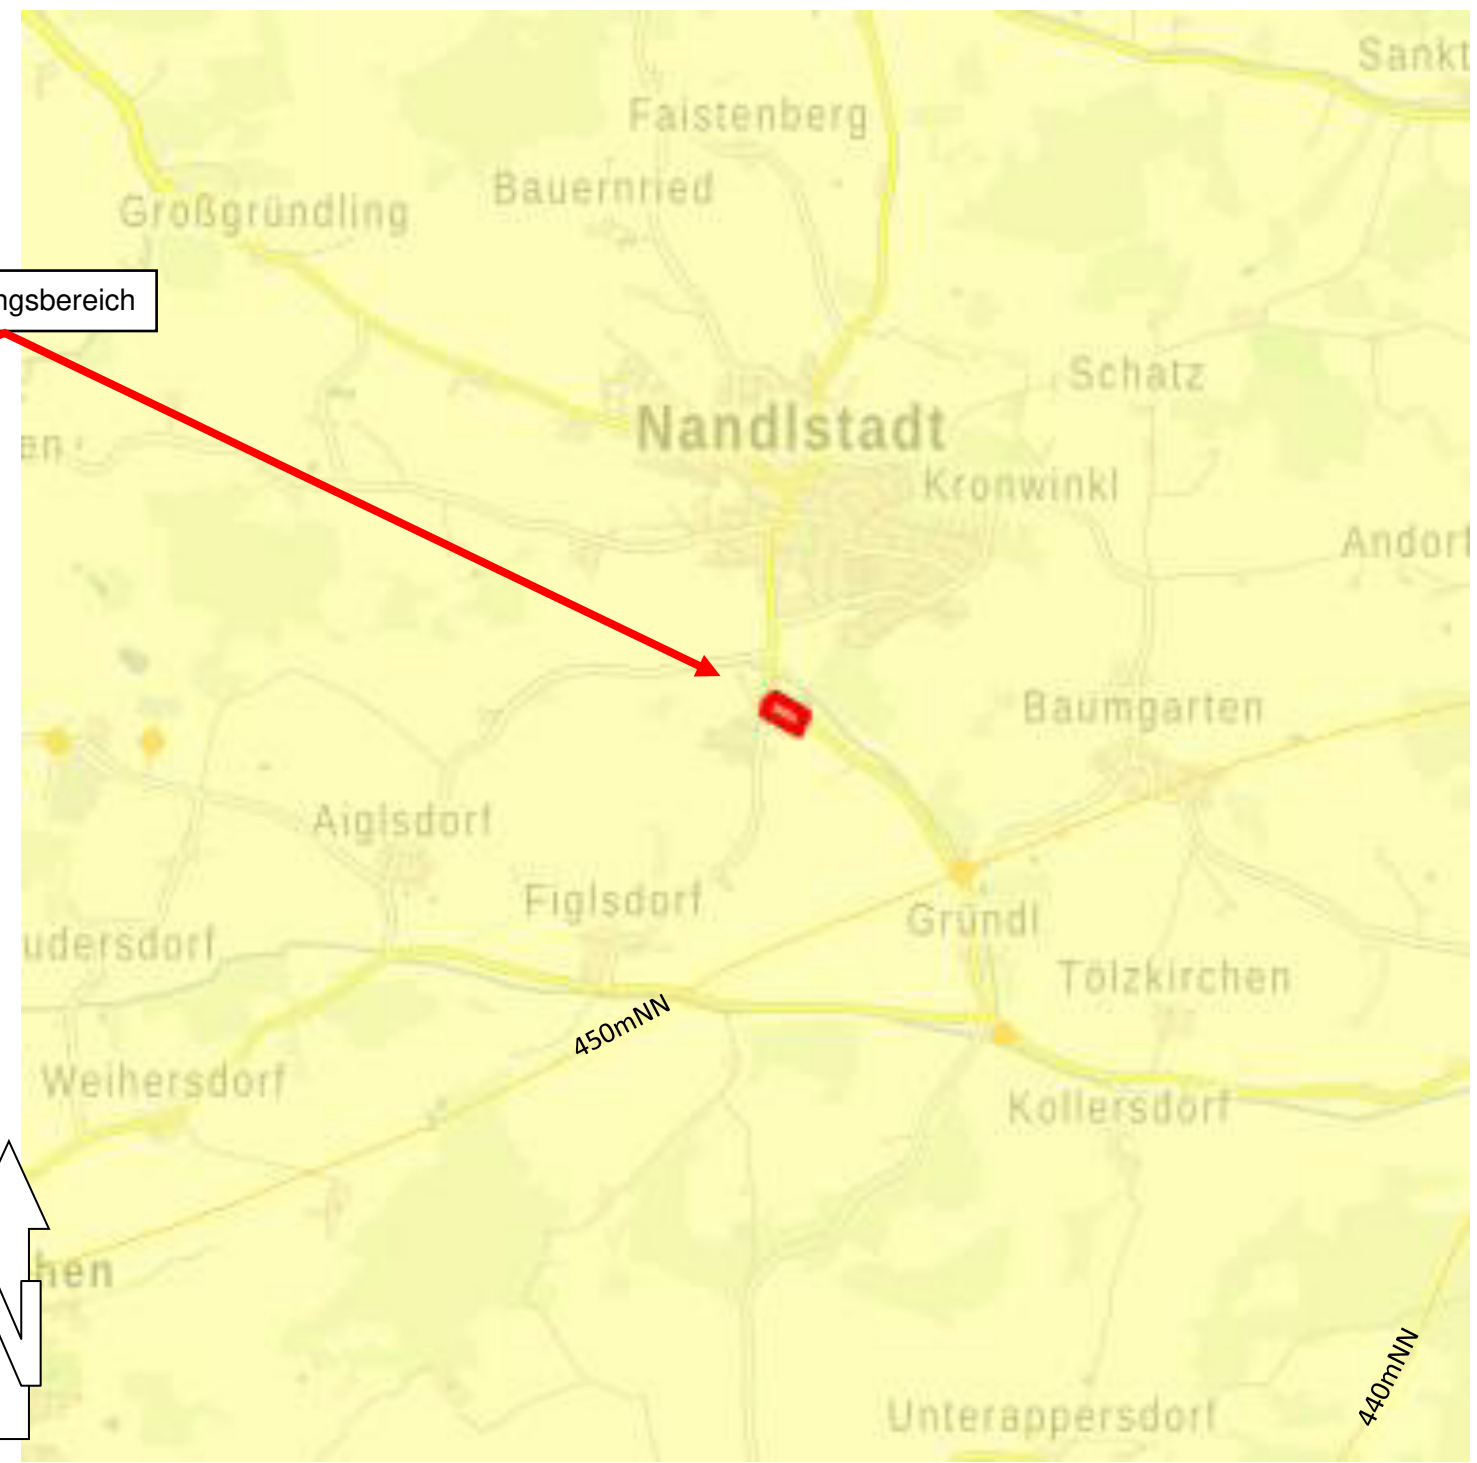 Sankt
Faistenberg
Bauernried
Großgründling
ngsbereich
Schatz
Nandlstadt
en
Kronwinkl
Andorf
Baumgarten
Aiglsdorf
Figlsdorf
Gründl
udersdorf
Tölzkirchen
450mNN
Weihersdorf
Kollersdorf
hen
N
440mNN
Unterappersdorf